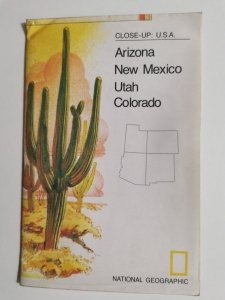 CLOSE-UP: U.S.A.
Arizona
New Mexico
Utah
Colorado
NATIONAL GEOGRAPHIC